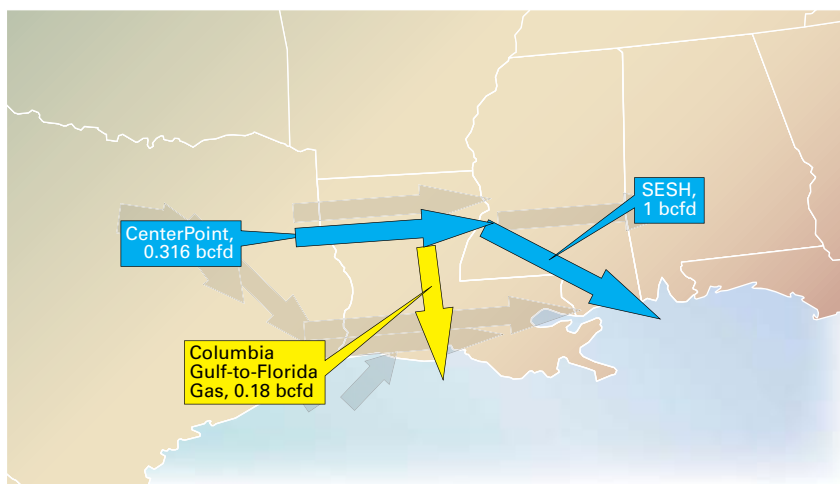 SESH,
1 bcfd
CenterPoint,
0.316 bcfd
Columbia
Gulf-to-Florida
Gas, 0.18 bcfd